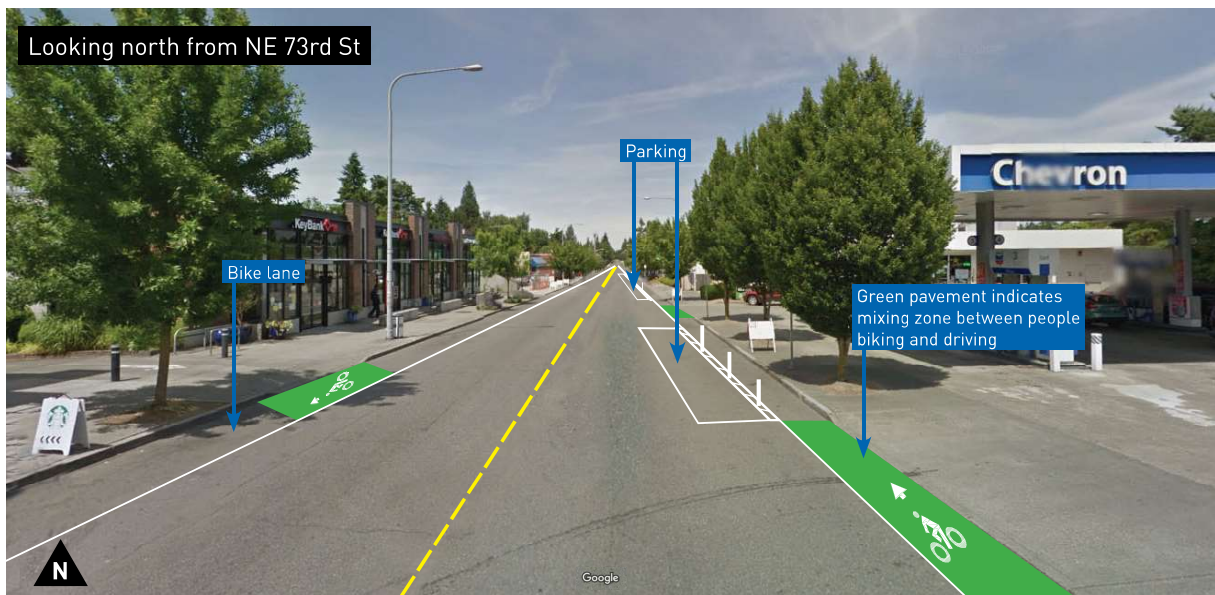 Looking north from NE 73rd St
Parking
Chevron
KeyBank
Bike lane
Green pavement indicates
mixing zone between people
biking and driving
N
Google